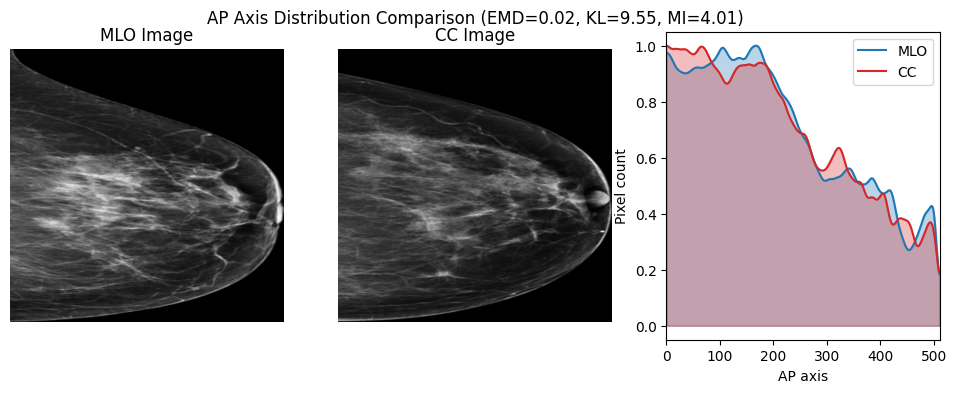 AP Axis Distribution Comparison (EMD=0.02, KL=9.55, MI=4.01)
MLO Image
CC Image
MLO
CC
Pixel count
1.0
0.8
0.6
0.4
0.2
0.0
0
100
200
300
400
500
AP axis